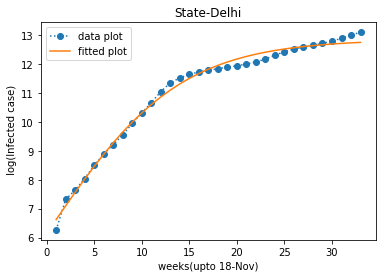 State-Delhi
data plot
fitted plot
log(Infected case)
13
12
11
10
9
8
7
6
0 5 10 15 20 25 30 35
weeks(upto 18-Nov)